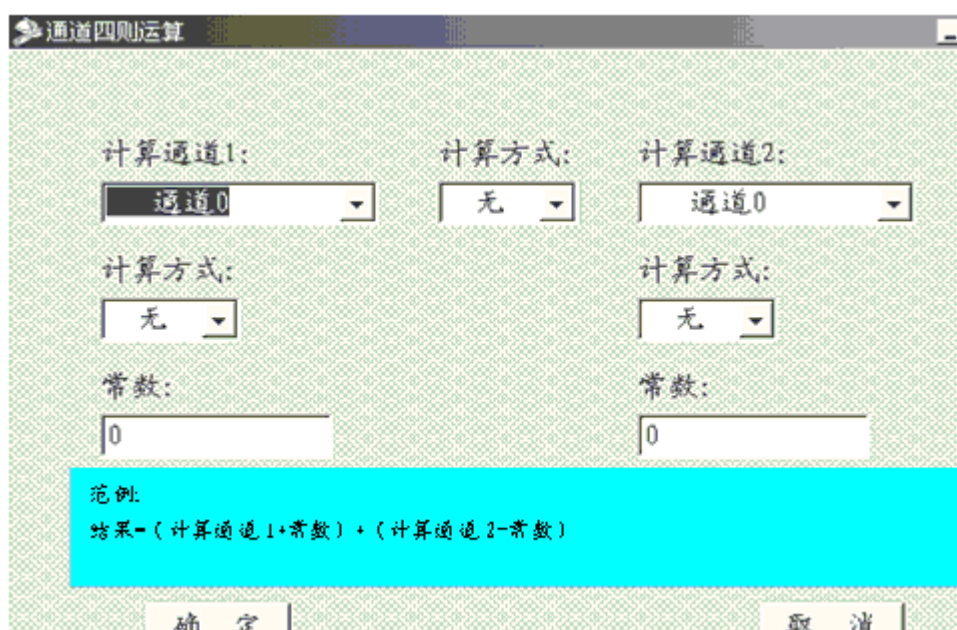 通道四则运算
计算通道1: 计算方式: 计算通道2:
通道0 无 通道0
计算方式: 计算方式:
无 无
常数: 常数:
0 0
范例:
结果=(计算通道1+常数)+(计算通道2-常数)
确 定 取 消